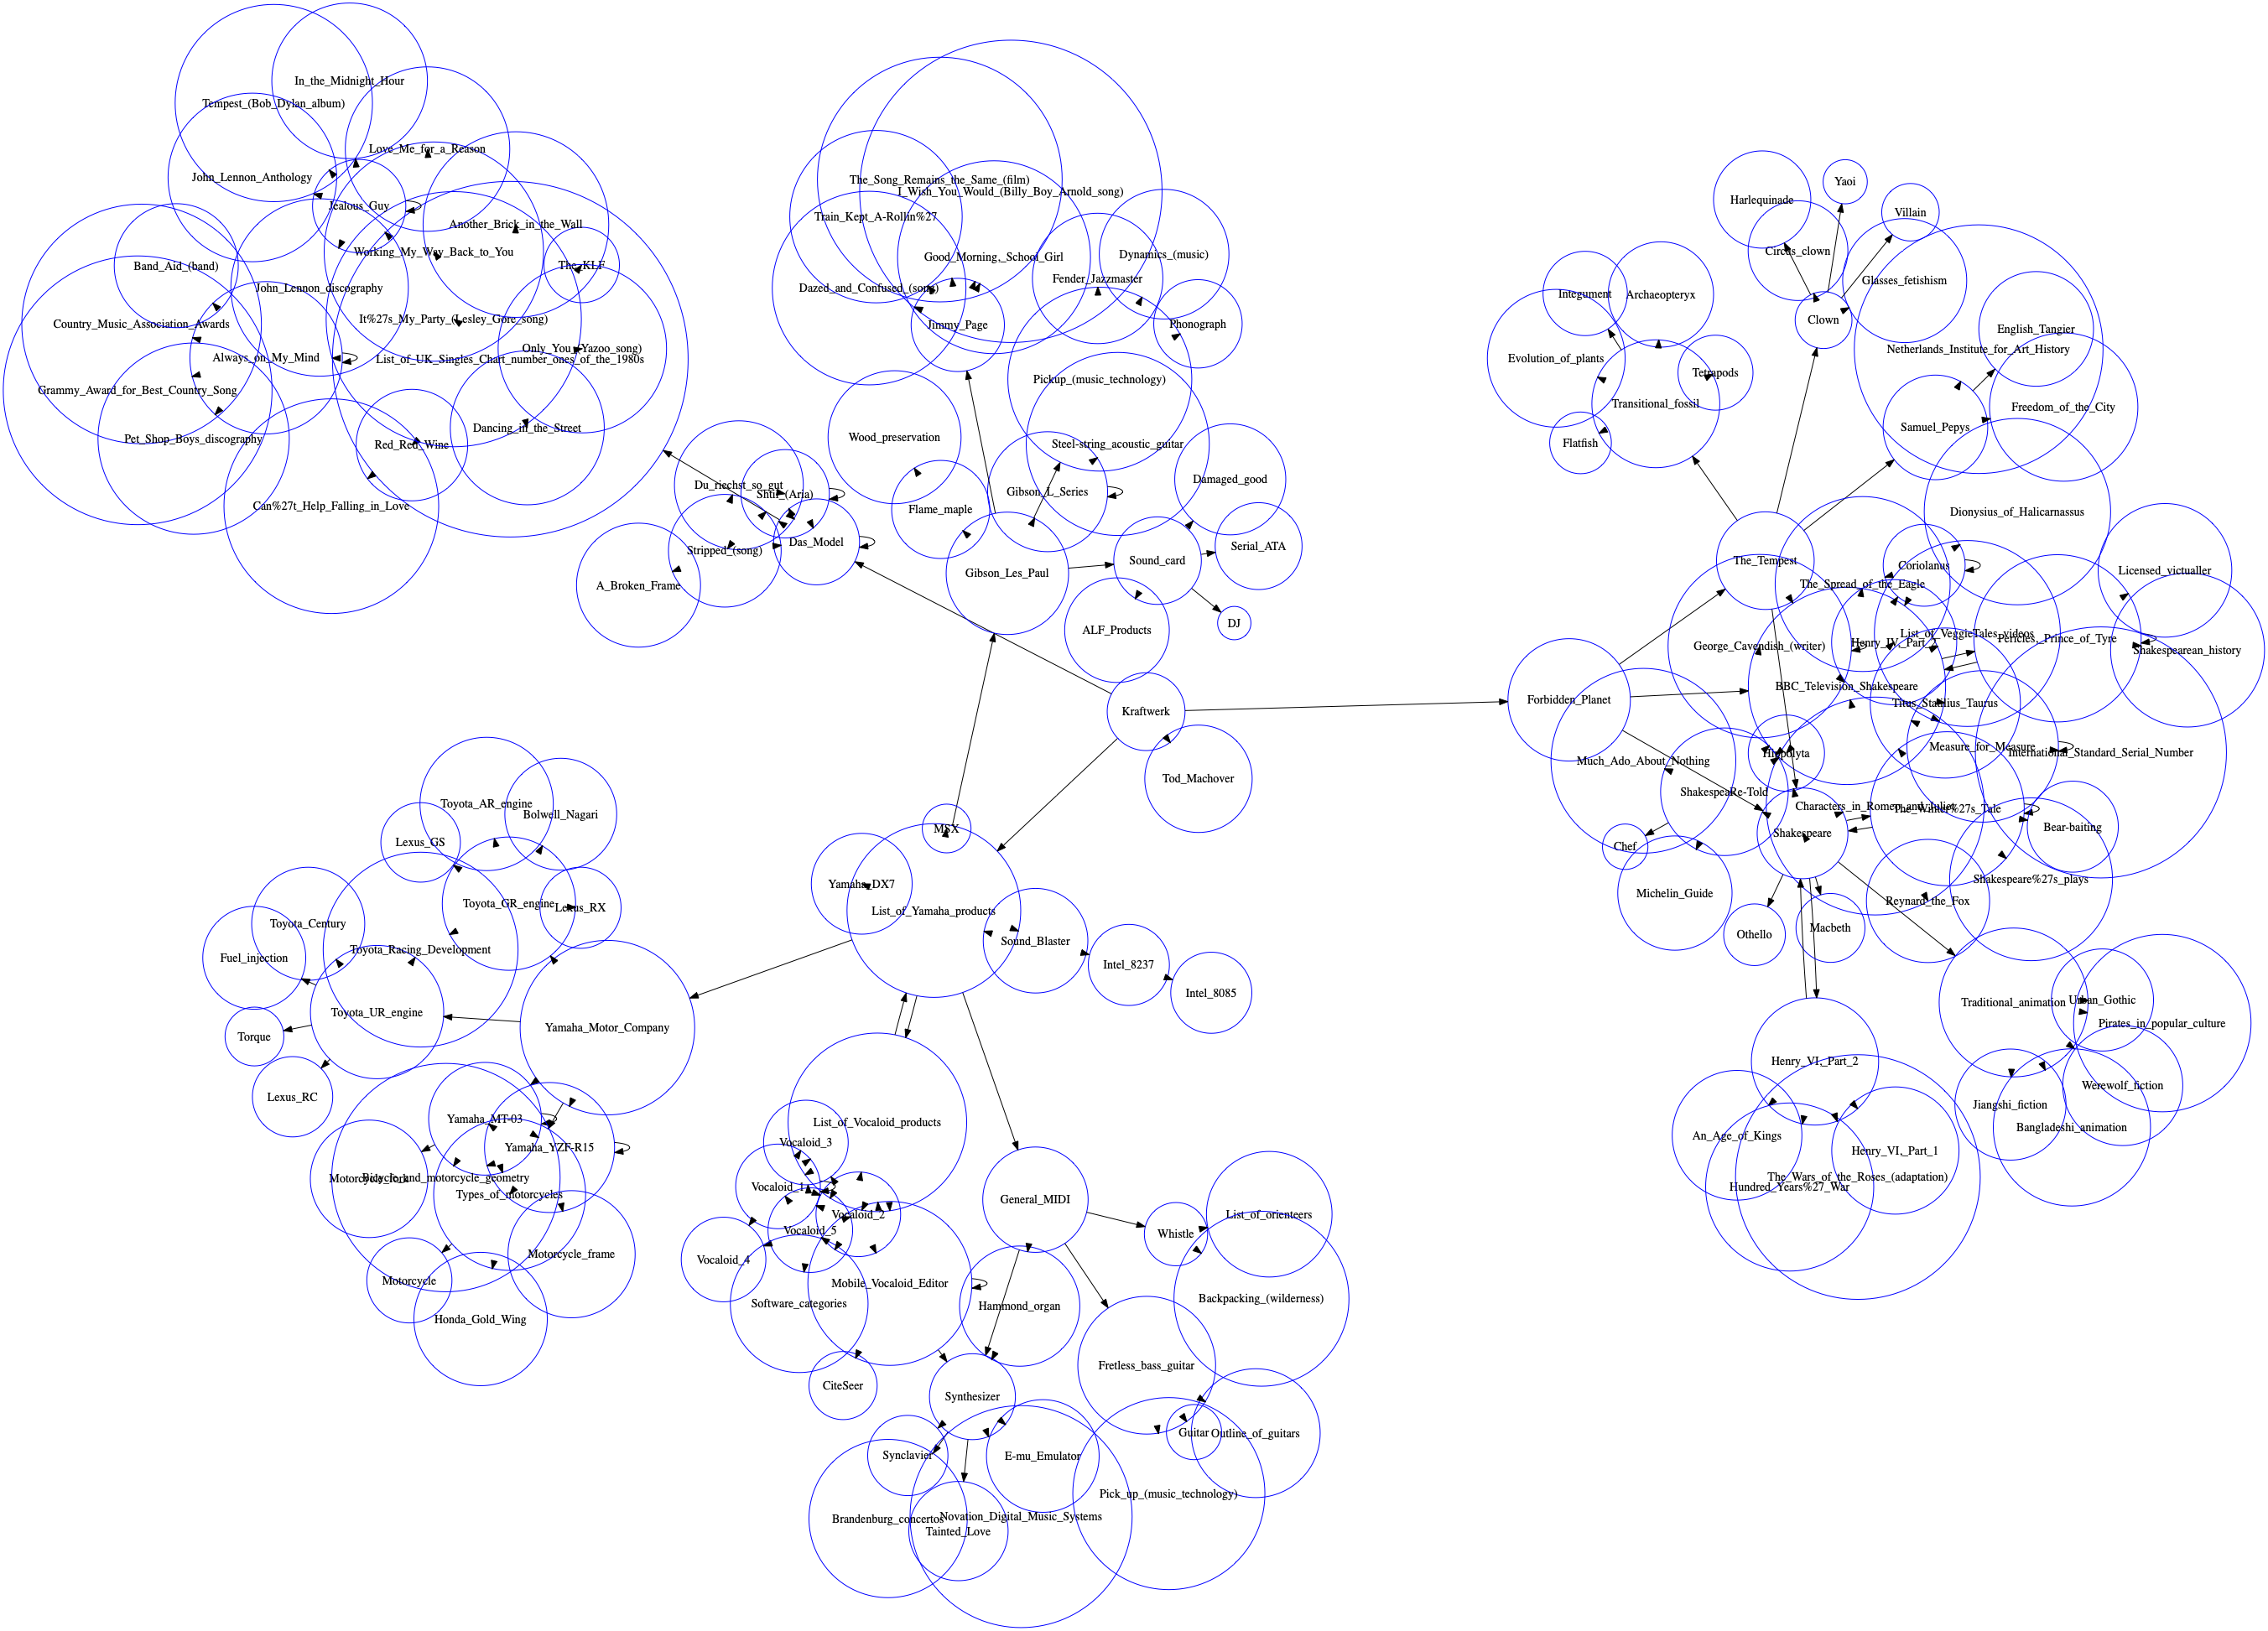 In_the_Midnight_Hour
Tempest_(Bob_Dylan_album)
Love_Me_for_a_Reason
John_Lennon_Anthology
Jealous_Guy
Another_Brick_in_the_Wall
Working_My_Way_Back_to_You
Band_Aid_(band)
The_KLF
John_Lennon_discography
Country_Music_Association_Awards
It%27s_My_Party_(Lesley_Gore_song)
Only_You_(Yazoo_song)
Always_on_My_Mind
List_of_UK_Singles_Chart_number_ones_of_the_1980s
Grammy_Award_for_Best_Country_Song
Pet_Shop_Boys_discography
Red_Red_Wine
Dancing_in_the_Street
Can%27t_Help_Falling_in_Love
The_Song_Remains_the_Same_(film)
I_Wish_You_Would_(Billy_Boy_Arnold_song)
Train_Kept_A-Rollin%27
Good_Morning,_School_Girl
Dynamics_(music)
Fender_Jazzmaster
Dazed_and_Confused_(song)
Jimmy_Page
Phonograph
Pickup_(music_technology)
Wood_preservation
Steel-string_acoustic_guitar
Damaged_good
Du_riechst_so_gut
Shtil_(Aria)
Gibson_L_Series
Flame_maple
Stripped_(song)
Das_Model
Serial_ATA
Sound_card
Gibson_Les_Paul
A_Broken_Frame
DJ
ALF_Products
Kraftwerk
Tod_Machover
Harlequinade
Yaoi
Villain
Circus_clown
Glasses_fetishism
Integument
Archaeopteryx
Clown
English_Tangier
Netherlands_Institute_for_Art_History
Evolution_of_plants
Tetrapods
Transitional_fossil
Freedom_of_the_City
Samuel_Pepys
Flatfish
Dionysius_of_Halicarnassus
The_Tempest
Coriolanus
Licensed_victualler
The_Spread_of_the_Eagle
List_of_VeggieTales_videos
Pericles,_Prince_of_Tyre
George_Cavendish_(writer)
Shakespearean_history
BBC_Television_Shakespeare
Forbidden_Planet
Titus_Statilius_Taurus
Measure_for_Measure
International_Standard_Serial_Number
Hippolyta
Much_Ado_About_Nothing
ShakespeaRe-Told
Characters_in_Romeo_and_Juliet
The_Winter%27s_Tale
Shakespeare
Bear-baiting
Chef
Shakespeare%27s_plays
Michelin_Guide
Reynard_the_Fox
Macbeth
Othello
Traditional_animation
Urban_Gothic
Pirates_in_popular_culture
Henry_VI,_Part_2
Werewolf_fiction
Jiangshi_fiction
Bangladeshi_animation
An_Age_of_Kings
Henry_VI,_Part_1
The_Wars_of_the_Roses_(adaptation)
Hundred_Years%27_War
Toyota_AR_engine
Bolwell_Nagari
Lexus_GS
Toyota_GR_engine
Lexus_RX
Toyota_Century
Toyota_Racing_Development
Fuel_injection
Toyota_UR_engine
Yamaha_Motor_Company
Torque
Lexus_RC
Yamaha_MT-03
Yamaha_YZF-R15
Motorcycle_fork
Bicycle_and_motorcycle_geometry
Types_of_motorcycles
Motorcycle_frame
Motorcycle
Honda_Gold_Wing
MSX
Yamaha_DX7
List_of_Yamaha_products
Sound_Blaster
Intel_8237
Intel_8085
List_of_Vocaloid_products
Vocaloid_3
Vocaloid_1
Vocaloid_2
Vocaloid_5
Vocaloid_4
General_MIDI
Whistle
List_of_orienteers
Mobile_Vocaloid_Editor
Software_categories
Hammond_organ
Backpacking_(wilderness)
CiteSeer
Synthesizer
Fretless_bass_guitar
Guitar
Outline_of_guitars
Synclavier
E-mu_Emulator
Pick_up_(music_technology)
Brandenburg_concertos
Novation_Digital_Music_Systems
Tainted_Love